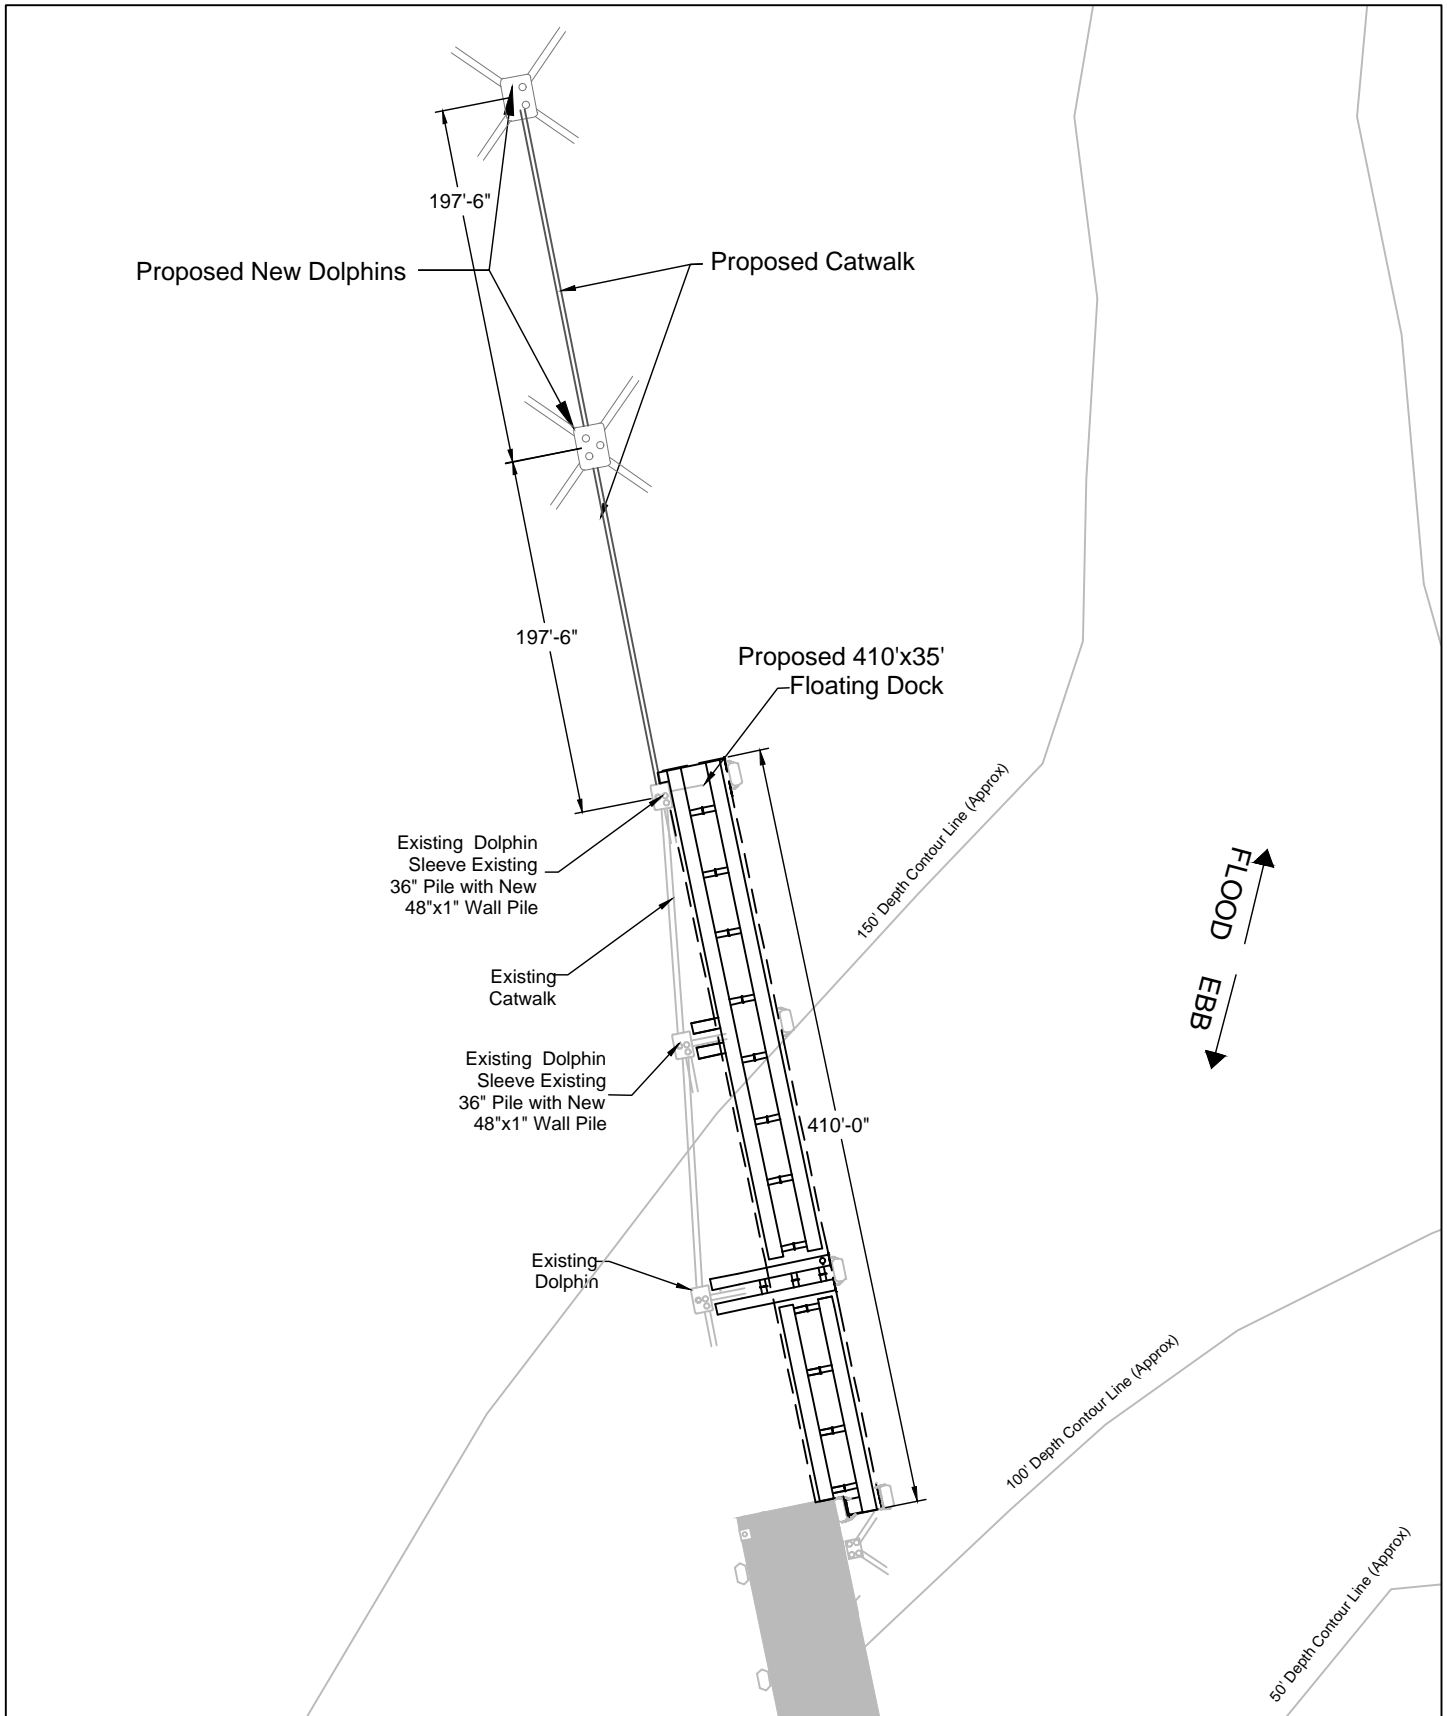 197'-6"
Proposed New Dolphins
Proposed Catwalk
197'-6"
Proposed 410'x35'
Floating Dock
Existing Dolphin
Sleeve Existing
36" Pile with New
48"x1" Wall Pile
150' Depth Contour Line (Approx)
FLOOD
EBB
Existing
Catwalk
Existing Dolphin
Sleeve Existing
36" Pile with New
48"x1" Wall Pile
410'-0"
Existing
Dolphin
100' Depth Contour Line (Approx)
50' Depth Contour Line (Approx)